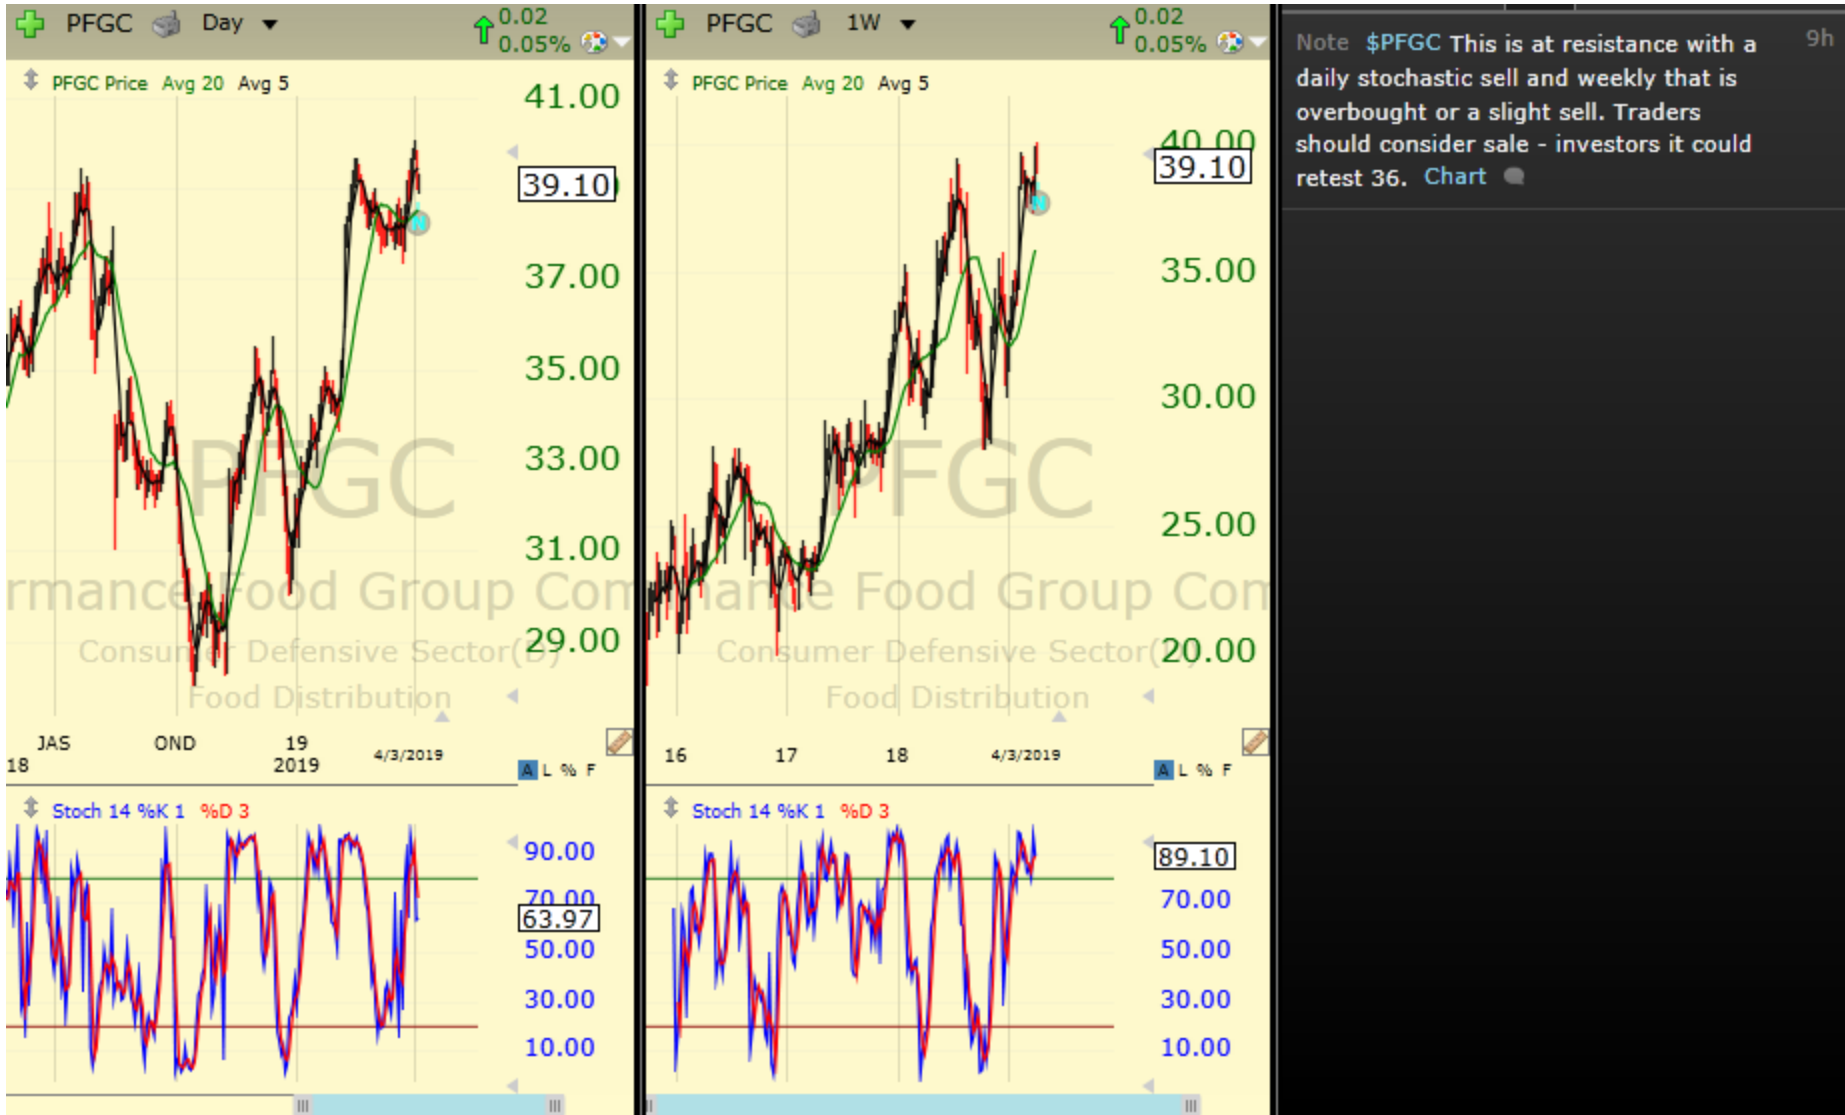 PFGC Day
0.02
0.05%
PFGC Price Avg 20 Avg 5
41.00
39.10
37.00
35.00
33.00
31.00
29.00
PFGC
rmance Food Group Com
Consumer Defensive Sector(D)
Food Distribution
JAS OND 19 4/3/2019
18 2019
A L % F
Stoch 14 %K 1 %D 3
90.00
70.00
63.97
50.00
30.00
10.00
PFGC 1W
0.02
0.05%
PFGC Price Avg 20 Avg 5
40.00
39.10
35.00
30.00
25.00
20.00
PFGC
mance Food Group Com
Consumer Defensive Sector(D)
Food Distribution
16 17 18 4/3/2019
A L % F
Stoch 14 %K 1 %D 3
89.10
70.00
50.00
30.00
10.00
Note $PFGC This is at resistance with a 9h
daily stochastic sell and weekly that is
overbought or a slight sell. Traders
should consider sale - investors it could
retest 36. Chart